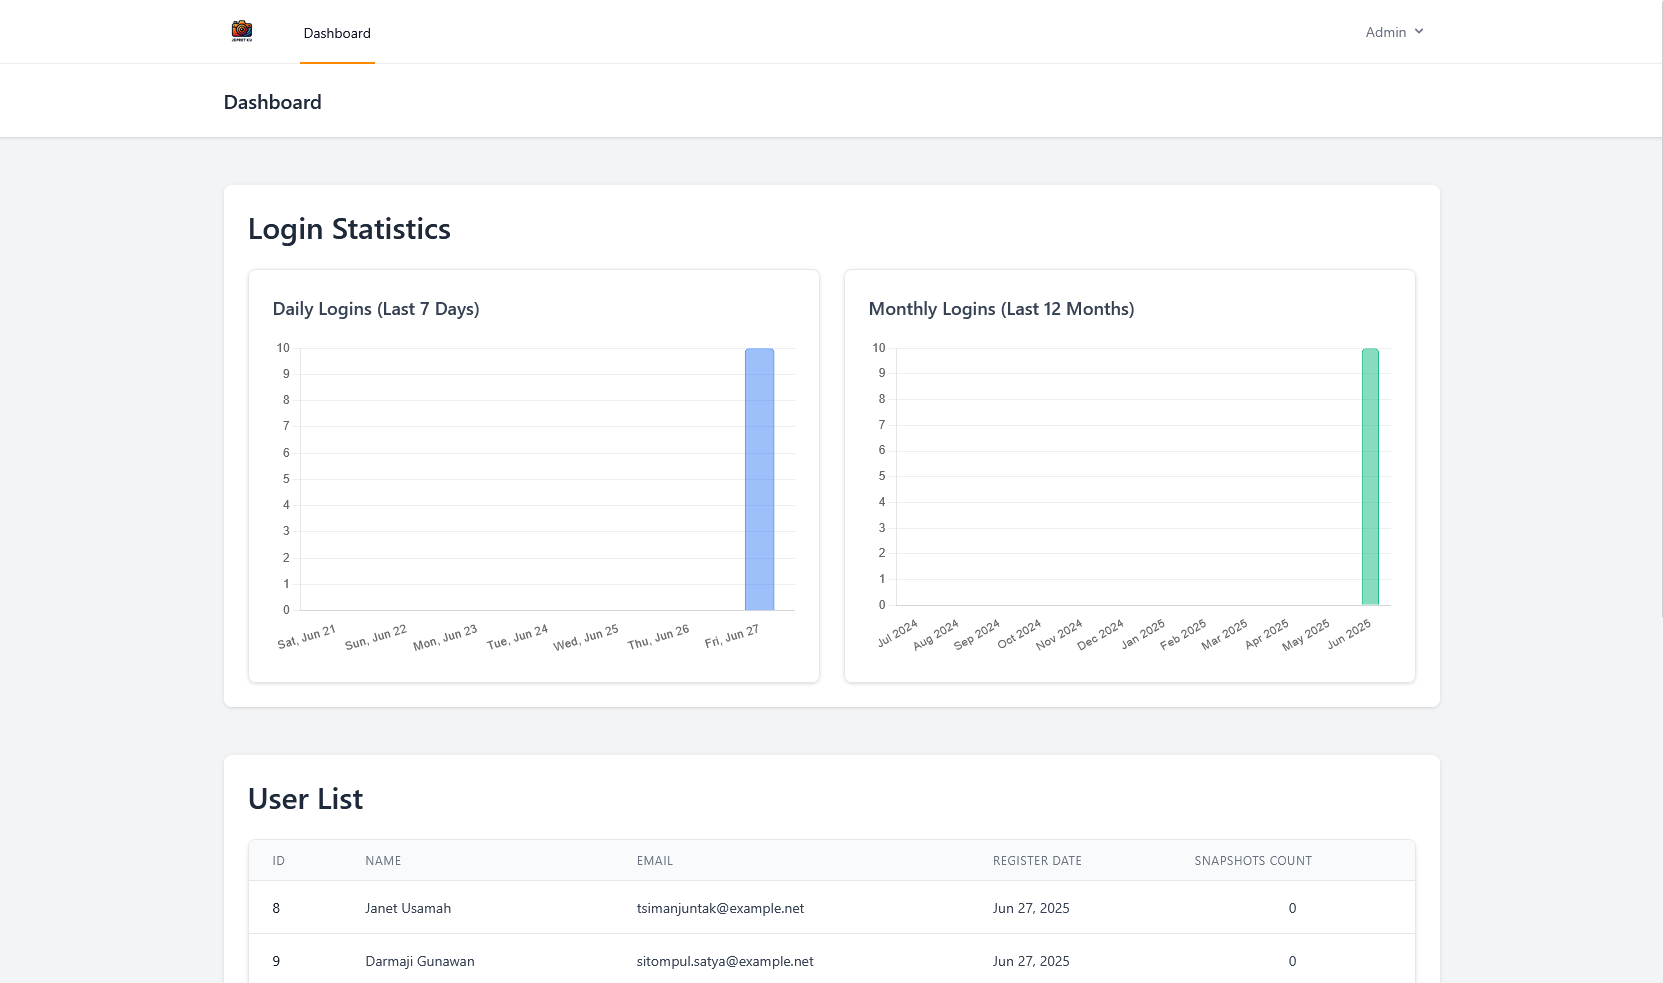 JEPRET-KU
Dashboard
Admin
Dashboard
Login Statistics
Daily Logins (Last 7 Days)
10
9
8
7
6
5
4
3
2
1
0
Sat, Jun 21
Sun, Jun 22
Mon, Jun 23
Tue, Jun 24
Wed, Jun 25
Thu, Jun 26
Fri, Jun 27
Monthly Logins (Last 12 Months)
10
9
8
7
6
5
4
3
2
1
0
Jul 2024
Aug 2024
Sep 2024
Oct 2024
Nov 2024
Dec 2024
Jan 2025
Feb 2025
Mar 2025
Apr 2025
May 2025
Jun 2025
User List
ID NAME EMAIL REGISTER DATE SNAPSHOTS COUNT
8 Janet Usamah tsimanjuntak@example.net Jun 27, 2025 0
9 Darmaji Gunawan sitompul.satya@example.net Jun 27, 2025 0